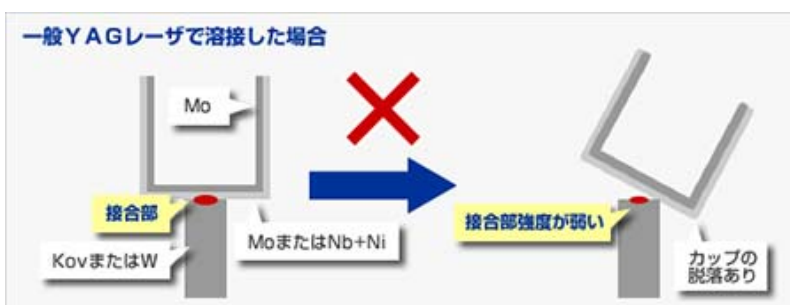 一般ＹＡＧレーザで溶接した場合
Mo
接合部
MoまたはNb+Ni
KovまたはW
接合部強度が弱い
カップの
脱落あり